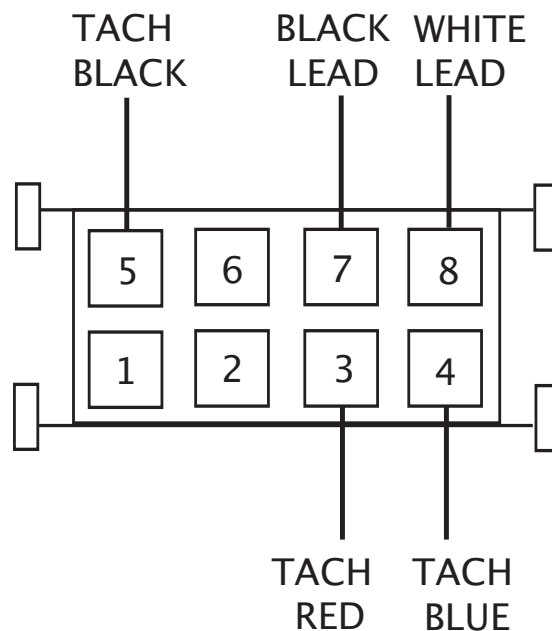 TACH
BLACK
BLACK
LEAD
WHITE
LEAD
5 6 7 8
1 2 3 4
TACH
RED
TACH
BLUE